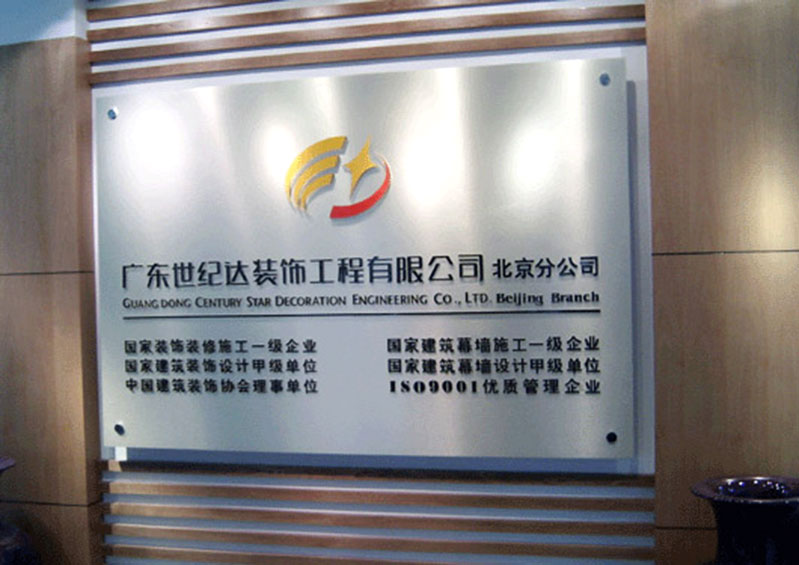 广东世纪达装饰工程有限公司 北京分公司
GUANG DONG CENTURY STAR DECORATION ENGINEERING CO., LTD. Beijing Branch
国家装饰装修施工一级企业 国家建筑幕墙施工一级企业
国家建筑装饰设计甲级单位 国家建筑幕墙设计甲级单位
中国建筑装饰协会理事单位 ISO9001优质管理企业